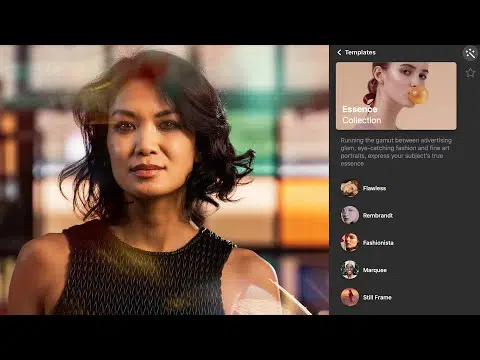 Templates
Essence
Collection
Running the gamut between advertising
glam, eye-catching fashion and fine art
portraits, express your subject's true
essence
Flawless
Rembrandt
Fashionista
Marquee
Still Frame